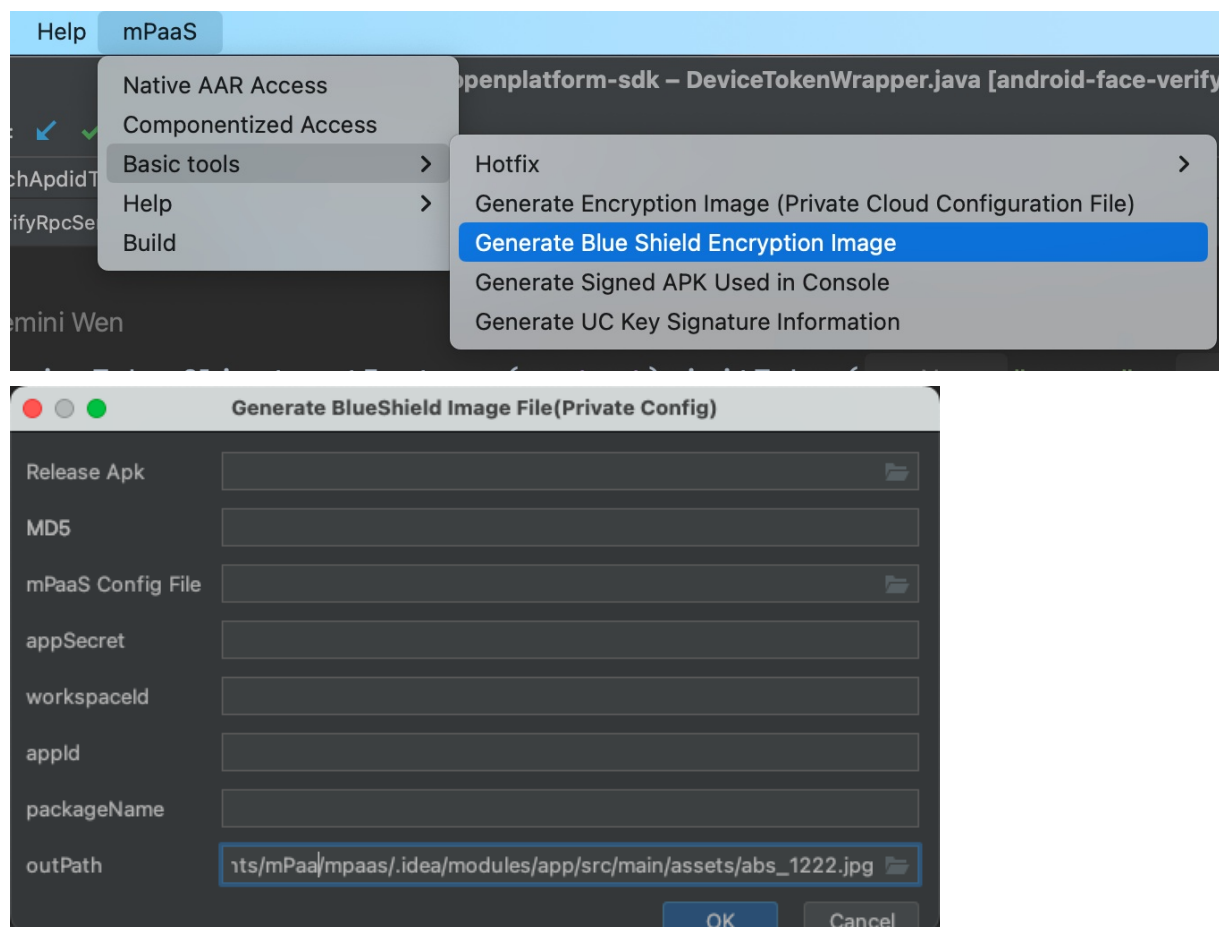 Help mPaaS
Native AAR Access
openplatform-sdk – DeviceTokenWrapper.java [android-face-verify
Componentized Access
Basic tools
Hotfix
chApdidT
Help
Generate Encryption Image (Private Cloud Configuration File)
ifyRpcSe
Build
Generate Blue Shield Encryption Image
Generate Signed APK Used in Console
Generate UC Key Signature Information
emini Wen
Generate BlueShield Image File(Private Config)
Release Apk
MD5
mPaaS Config File
appSecret
workspaceId
appId
packageName
outPath nts/mPaa/mpaas/.idea/modules/app/src/main/assets/abs_1222.jpg
OK Cancel